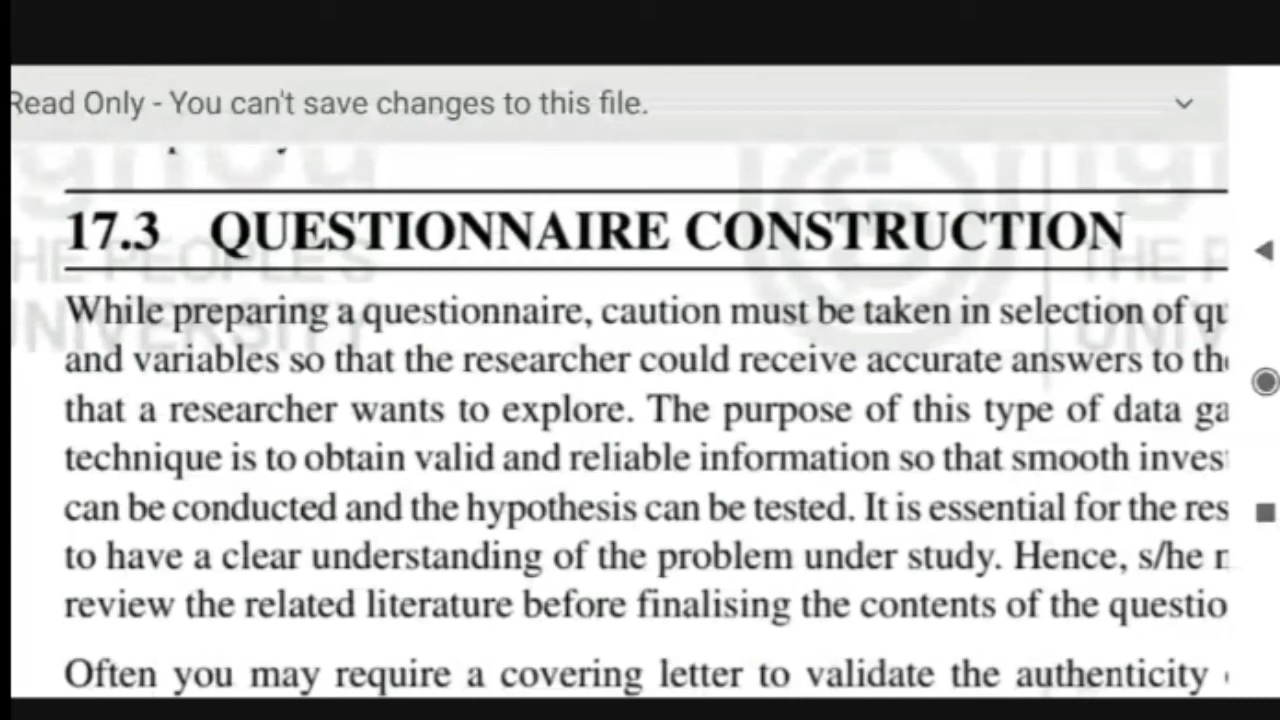 Read Only - You can't save changes to this file.
17.3 QUESTIONNAIRE CONSTRUCTION
THE PEOPLE'S
UNIVERSITY
While preparing a questionnaire, caution must be taken in selection of
and variables so that the researcher could receive accurate answers to
that a researcher wants to explore. The purpose of this type of data
technique is to obtain valid and reliable information so that smooth
can be conducted and the hypothesis can be tested. It is essential for the
to have a clear understanding of the problem under study. Hence, s/he
review the related literature before finalising the contents of the
Often you may require a covering letter to validate the authenticity